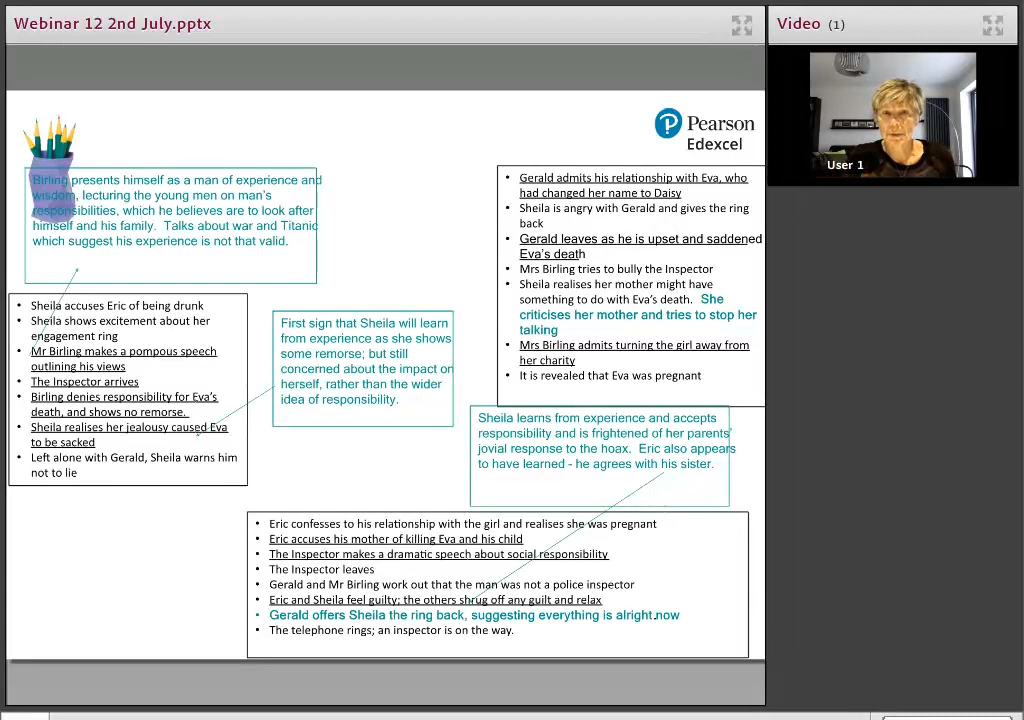 Webinar 12 2nd July.pptx
Video (1)
User 1
Pearson
Edexcel
Birling presents himself as a man of experience and
wisdom, lecturing the young men on man's
responsibilities, which he believes are to look after
himself and his family. Talks about war and Titanic
which suggest his experience is not that valid.
• Sheila accuses Eric of being drunk
• Sheila shows excitement about her
engagement ring
• Mr Birling makes a pompous speech
outlining his views
• The Inspector arrives
• Birling denies responsibility for Eva's
death, and shows no remorse.
• Sheila realises her jealousy caused Eva
to be sacked
• Left alone with Gerald, Sheila warns him
not to lie
First sign that Sheila will learn
from experience as she shows
some remorse; but still
concerned about the impact on
herself, rather than the wider
idea of responsibility.
• Gerald admits his relationship with Eva, who
had changed her name to Daisy
• Sheila is angry with Gerald and gives the ring
back
• Gerald leaves as he is upset and saddened
Eva's death
• Mrs Birling tries to bully the Inspector
• Sheila realises her mother might have
something to do with Eva's death. She
criticises her mother and tries to stop her
talking
• Mrs Birling admits turning the girl away from
her charity
• It is revealed that Eva was pregnant
Sheila learns from experience and accepts
responsibility and is frightened of her parents'
jovial response to the hoax. Eric also appears
to have learned - he agrees with his sister.
• Eric confesses to his relationship with the girl and realises she was pregnant
• Eric accuses his mother of killing Eva and his child
• The Inspector makes a dramatic speech about social responsibility
• The Inspector leaves
• Gerald and Mr Birling work out that the man was not a police inspector
• Eric and Sheila feel guilty; the others shrug off any guilt and relax
• Gerald offers Sheila the ring back, suggesting everything is alright now
• The telephone rings; an inspector is on the way.